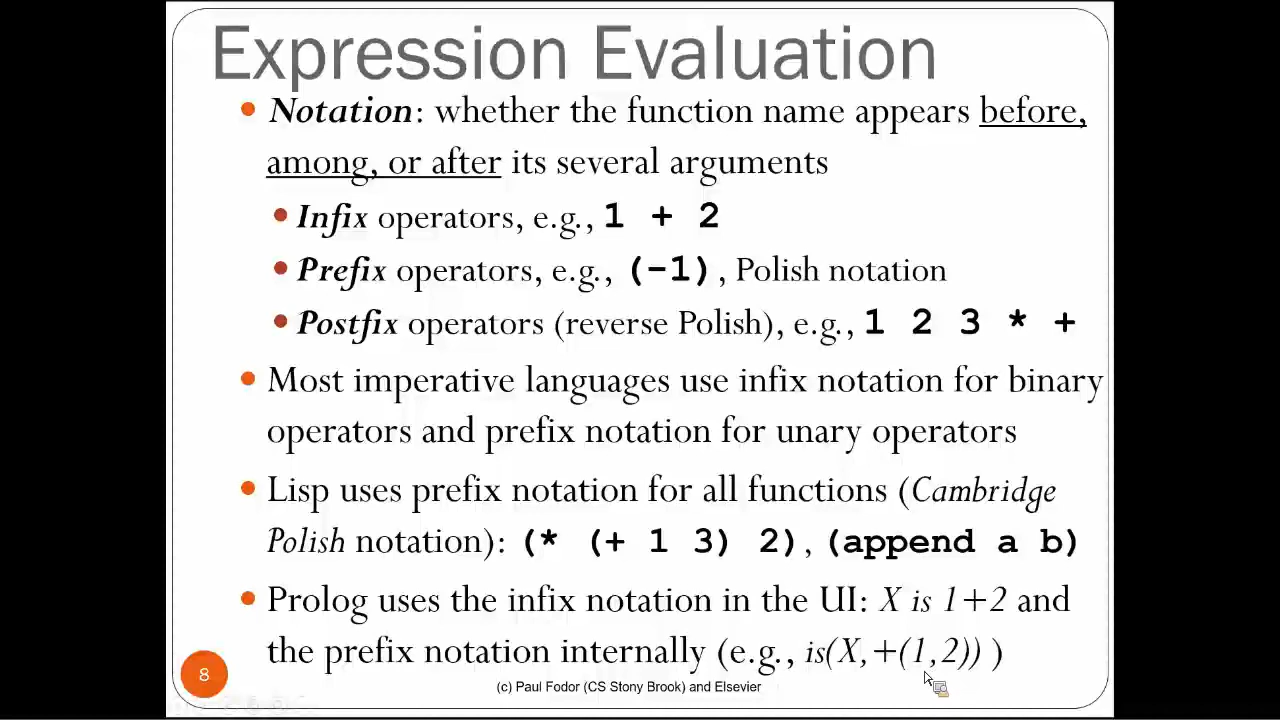 Expression Evaluation
• Notation: whether the function name appears before,
among, or after its several arguments
• Infix operators, e.g., 1 + 2
• Prefix operators, e.g., (-1), Polish notation
• Postfix operators (reverse Polish), e.g., 1 2 3 * +
• Most imperative languages use infix notation for binary
operators and prefix notation for unary operators
• Lisp uses prefix notation for all functions (Cambridge
Polish notation): (* (+ 1 3) 2), (append a b)
• Prolog uses the infix notation in the UI: X is 1+2 and
the prefix notation internally (e.g., is(X,+(1,2)) )
8
(c) Paul Fodor (CS Stony Brook) and Elsevier